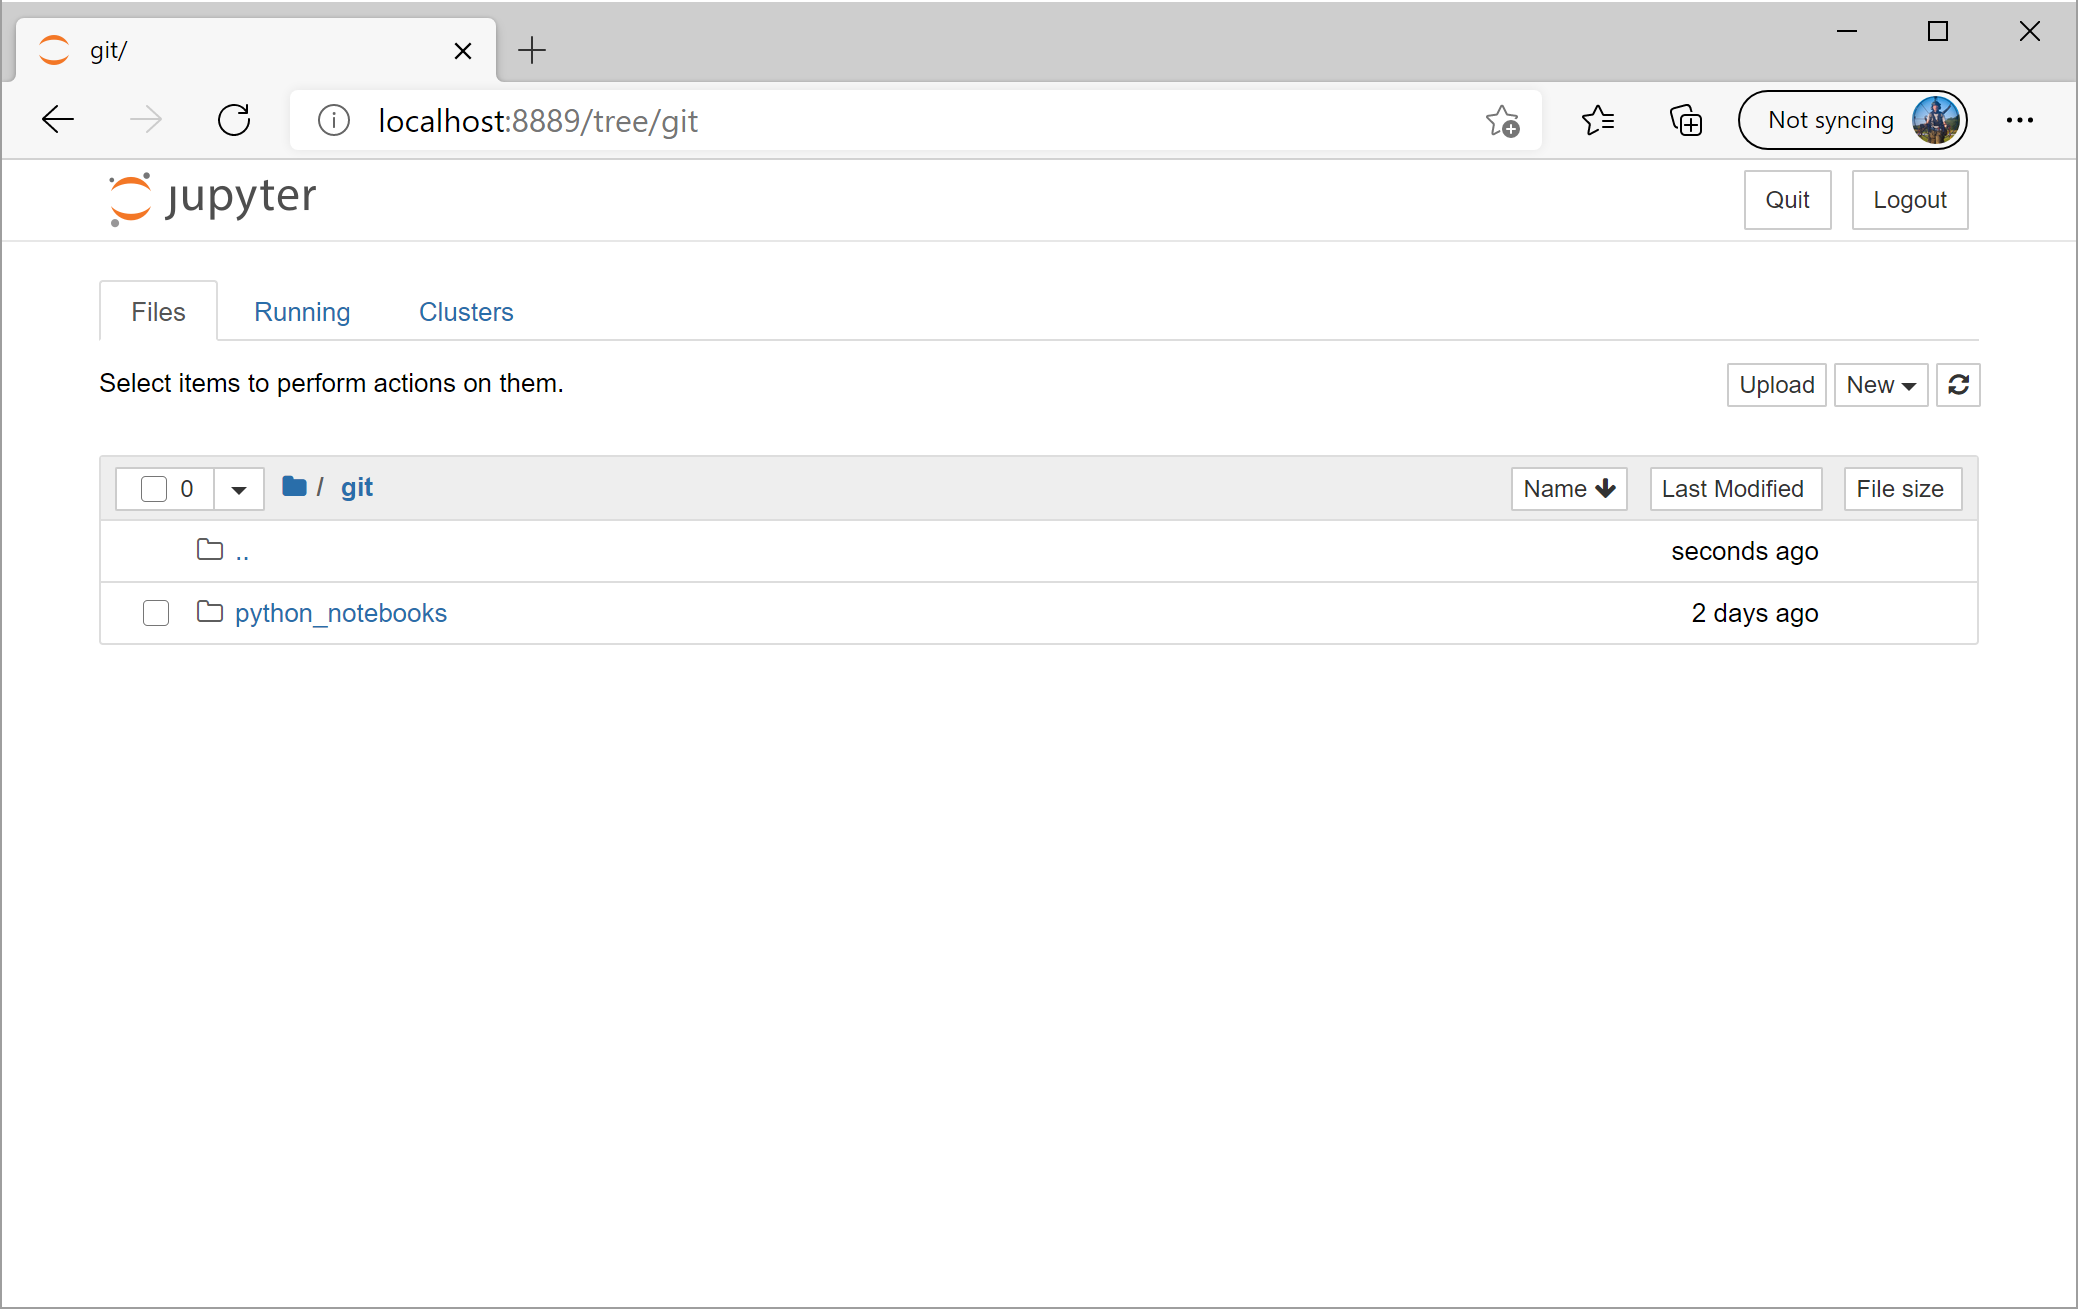 git/
localhost:8889/tree/git
Not syncing
jupyter
Quit
Logout
Files
Running
Clusters
Select items to perform actions on them.
Upload
New
0
/ git
Name
Last Modified
File size
..
seconds ago
python_notebooks
2 days ago